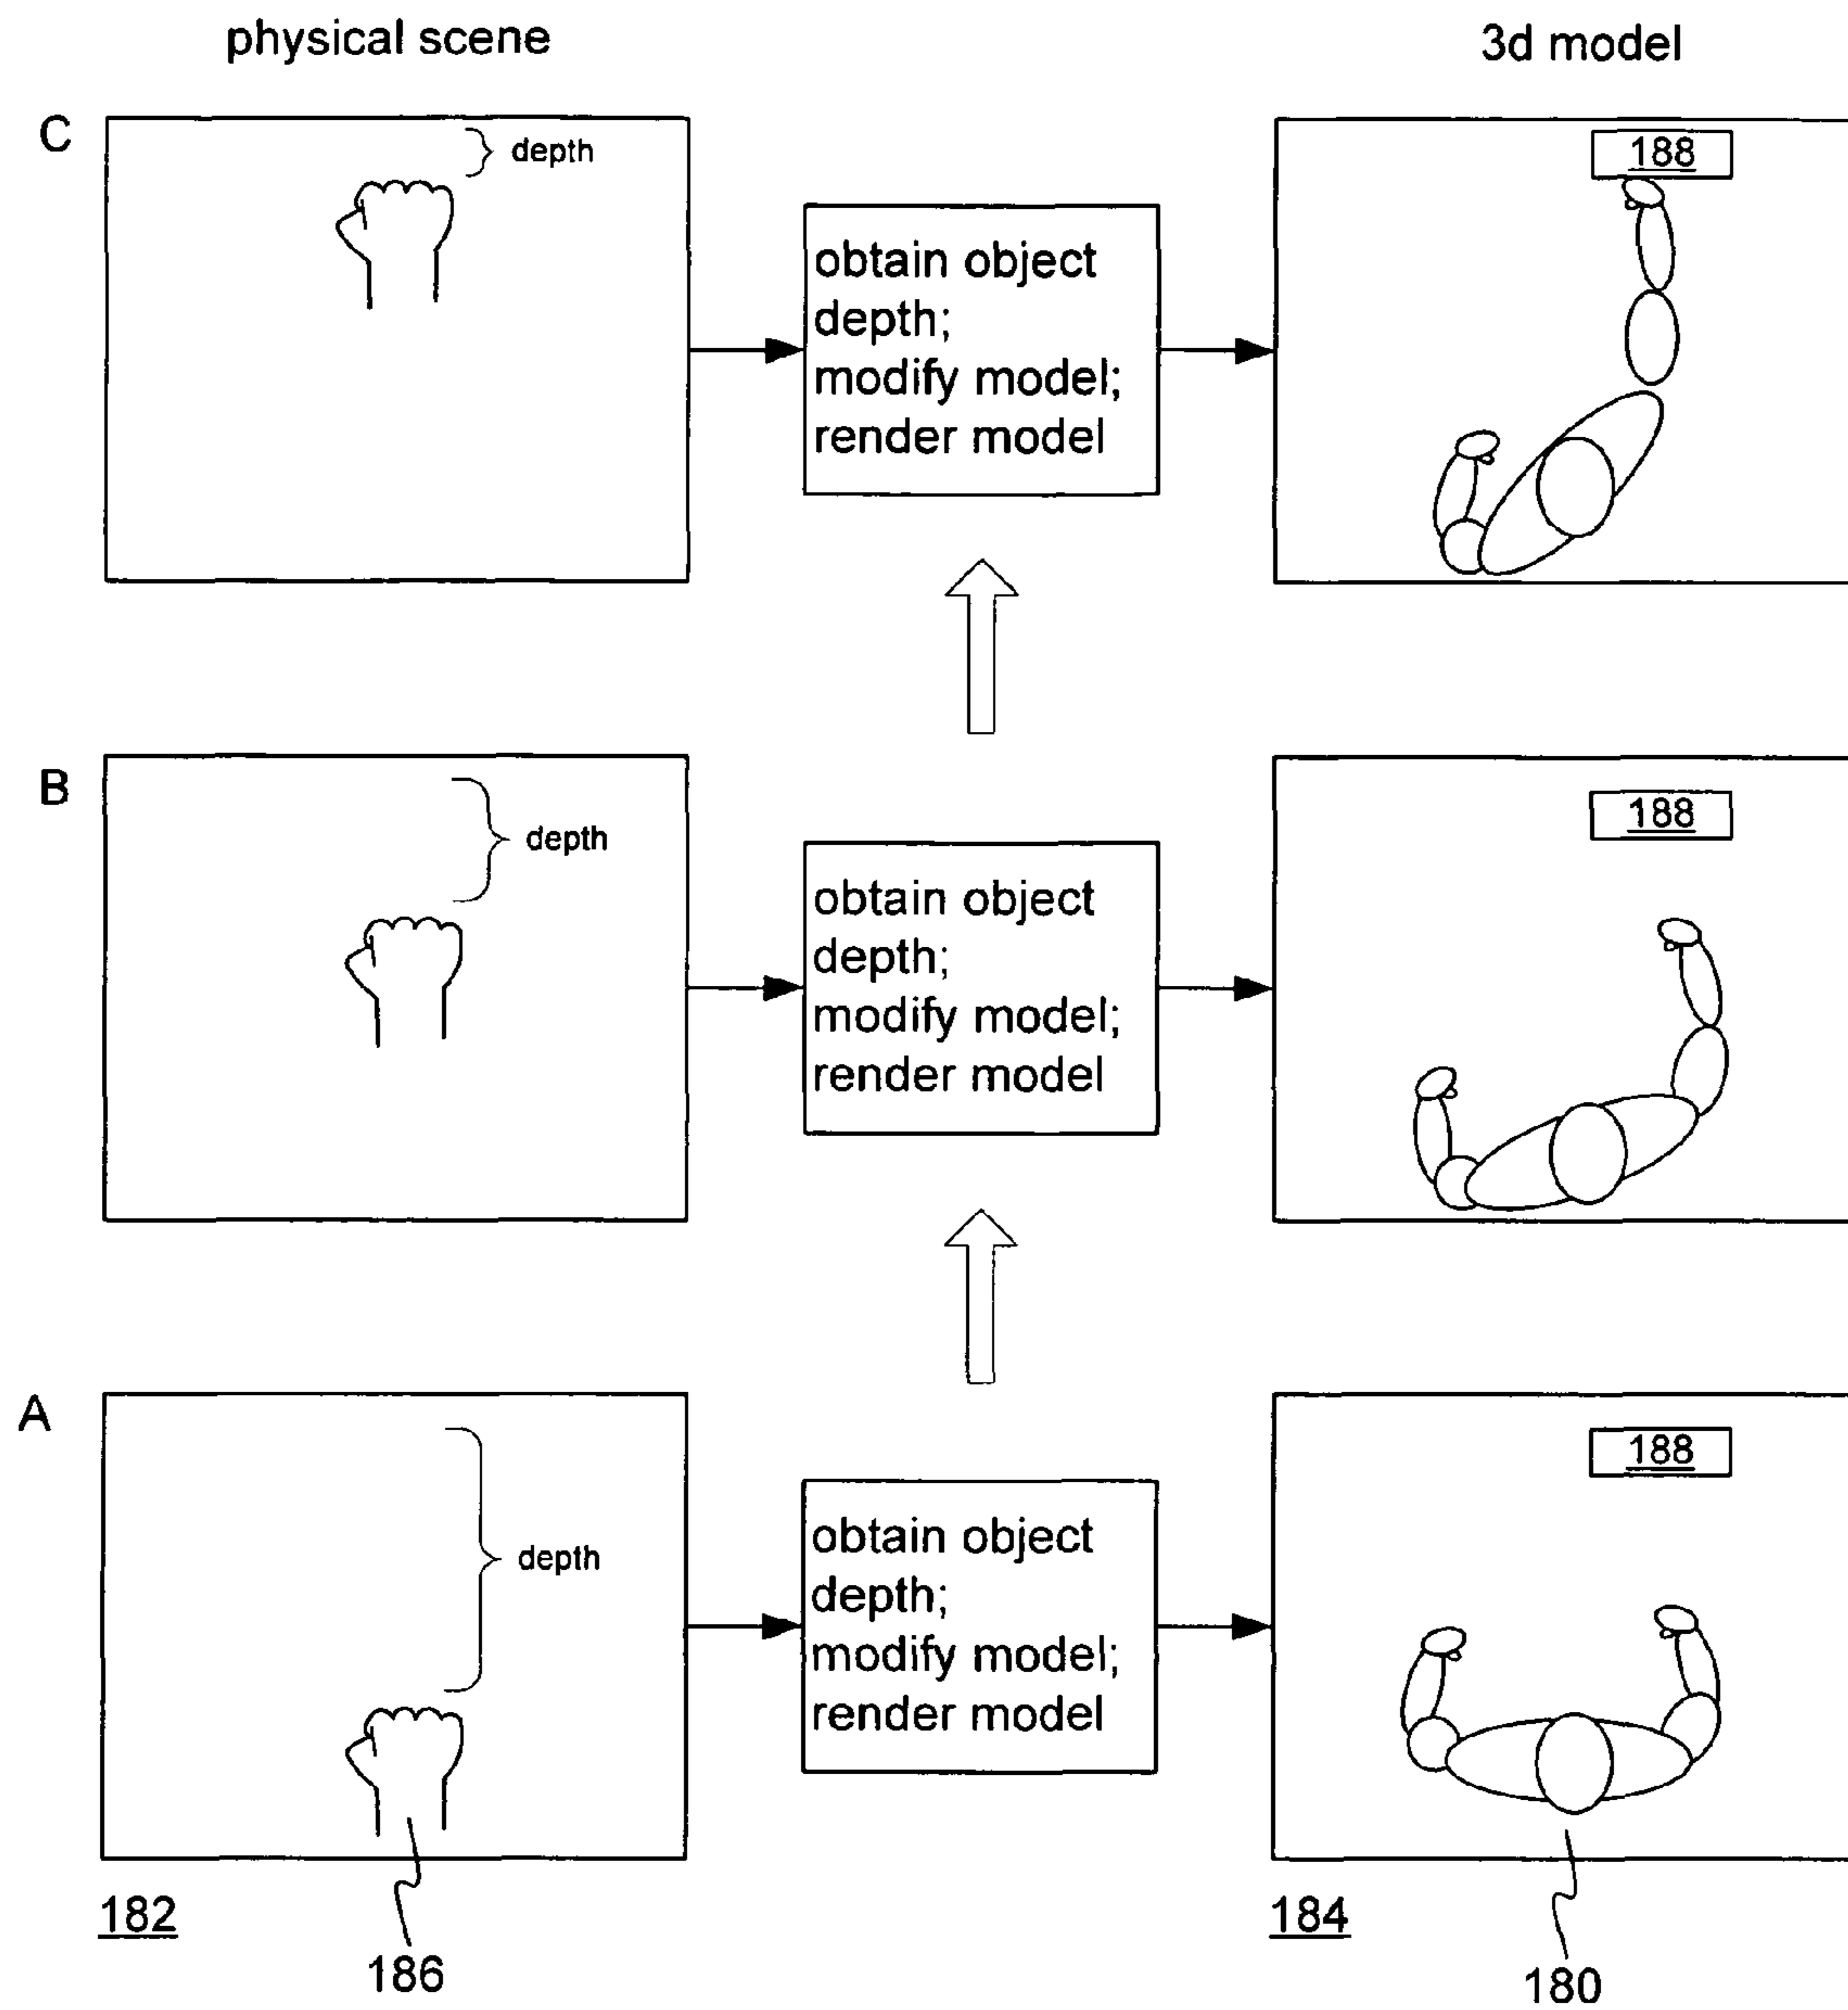 physical scene
3d model
C
depth
obtain object
depth;
modify model;
render model
188
B
depth
obtain object
depth;
modify model;
render model
188
A
depth
obtain object
depth;
modify model;
render model
188
182
186
184
180